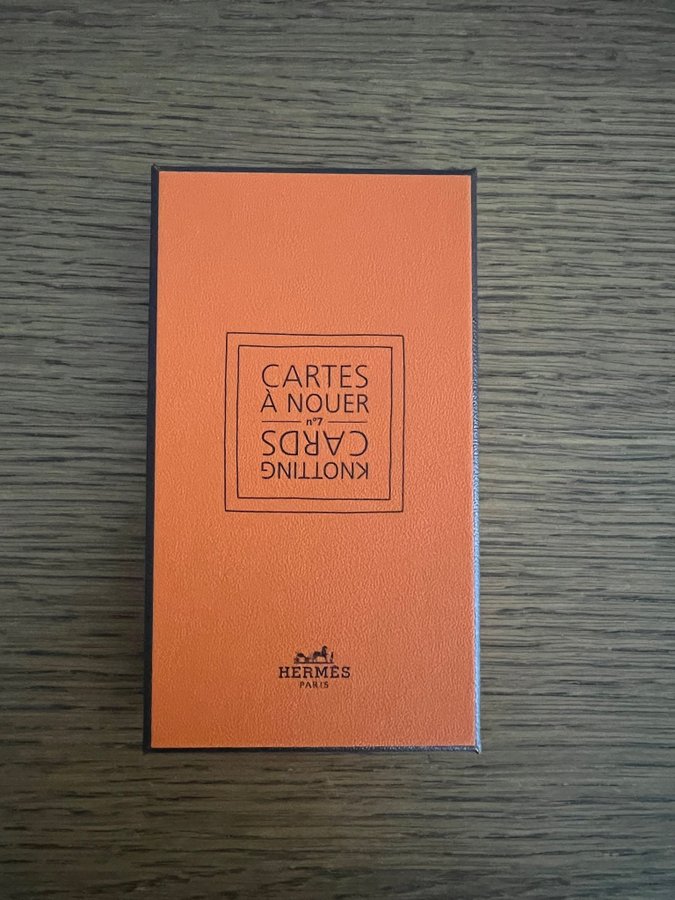 CARTES
À NOUER
n°7
KNOTTING
CARDS
HERMÈS
PARIS